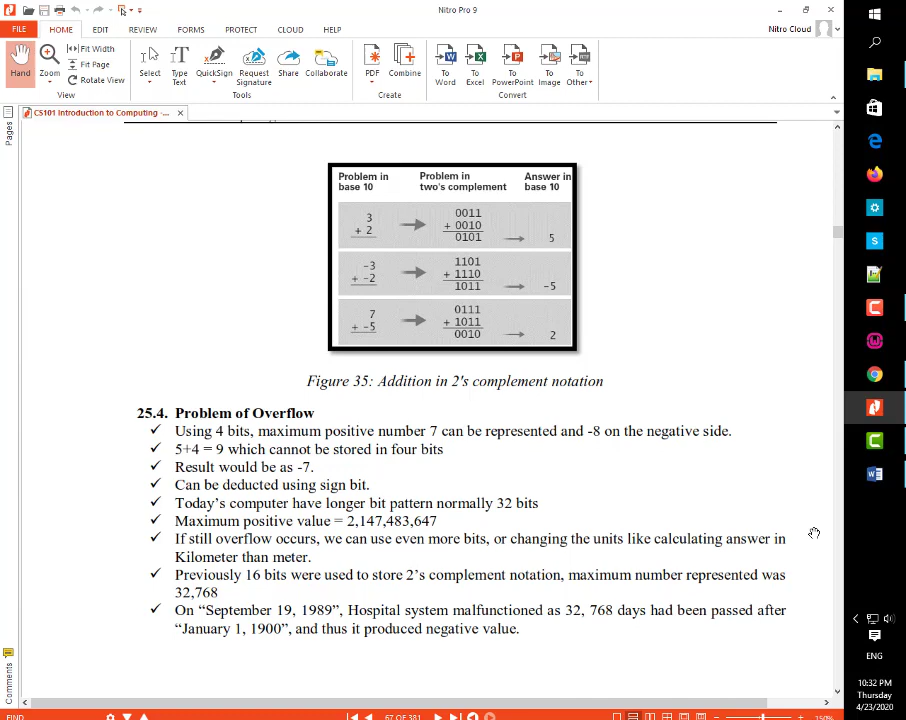 Nitro Pro 9
FILE HOME EDIT REVIEW FORMS PROTECT CLOUD HELP
Nitro Cloud
Hand Zoom Fit Width Fit Page Rotate View
View
Select Type Text QuickSign Request Signature Share Collaborate
Tools
PDF Combine
Create
To Word To Excel To PowerPoint To Image To Other
Convert
CS101 Introduction to Computing -...
Pages
Problem in base 10
Problem in two's complement
Answer in base 10
3
+ 2
0011
+ 0010
0101
5
-3
+ -2
1101
+ 1110
1011
-5
7
+ -5
0111
+ 1011
0010
2
Figure 35: Addition in 2's complement notation
25.4. Problem of Overflow
✓ Using 4 bits, maximum positive number 7 can be represented and -8 on the negative side.
✓ 5+4 = 9 which cannot be stored in four bits
✓ Result would be as -7.
✓ Can be deducted using sign bit.
✓ Today's computer have longer bit pattern normally 32 bits
✓ Maximum positive value = 2,147,483,647
✓ If still overflow occurs, we can use even more bits, or changing the units like calculating answer in
Kilometer than meter.
✓ Previously 16 bits were used to store 2's complement notation, maximum number represented was
32,768
✓ On “September 19, 1989”, Hospital system malfunctioned as 32, 768 days had been passed after
“January 1, 1900”, and thus it produced negative value.
Comments
FIND
67 OF 381
150%
ENG
10:32 PM
Thursday
4/23/2020